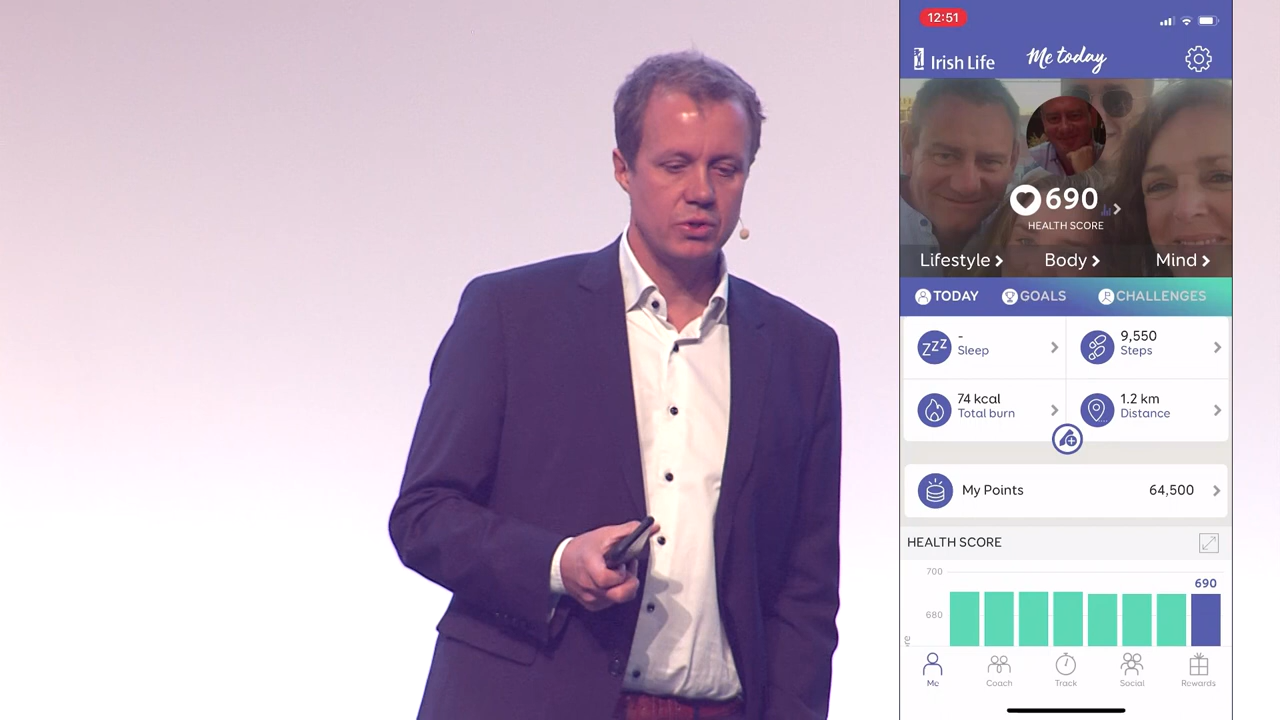 12:51
Irish Life
Me today
690
HEALTH SCORE
Lifestyle
Body
Mind
TODAY
GOALS
CHALLENGES
-
Sleep
9,550
Steps
74 kcal
Total burn
1.2 km
Distance
My Points
64,500
HEALTH SCORE
700
690
680
Me
Coach
Track
Social
Rewards